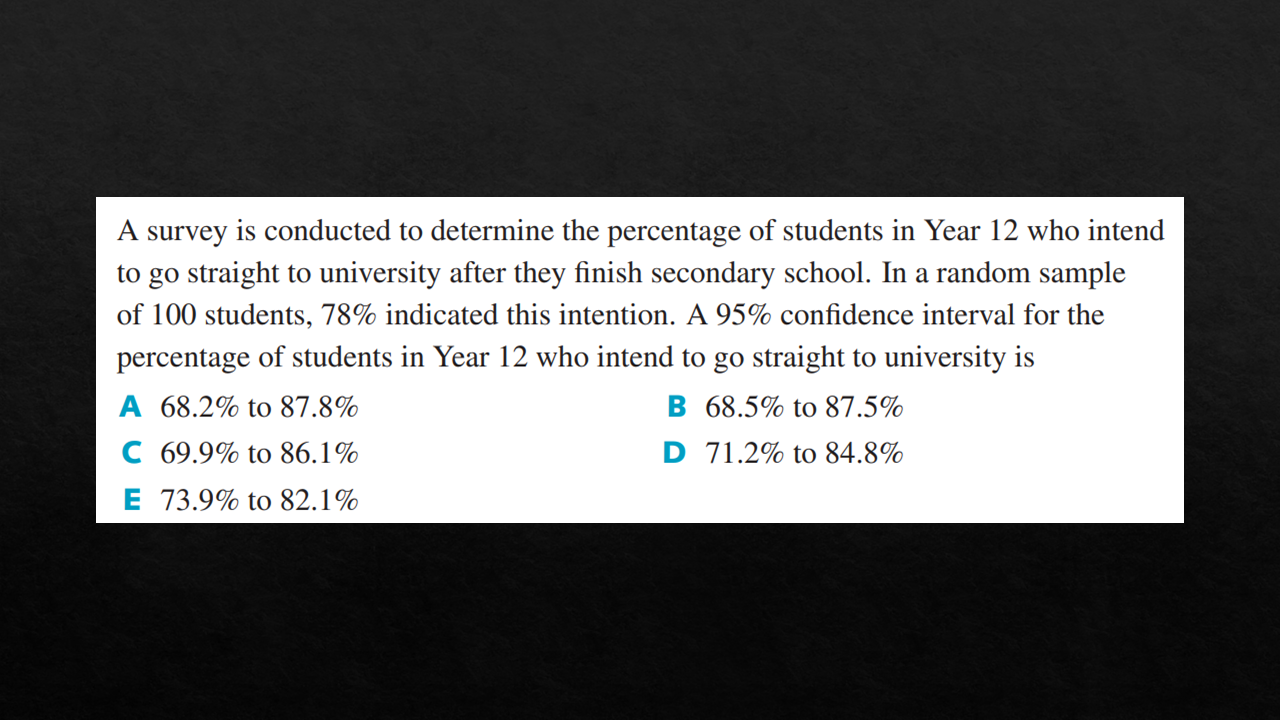 A survey is conducted to determine the percentage of students in Year 12 who intend
to go straight to university after they finish secondary school. In a random sample
of 100 students, 78% indicated this intention. A 95% confidence interval for the
percentage of students in Year 12 who intend to go straight to university is
A 68.2% to 87.8% B 68.5% to 87.5%
C 69.9% to 86.1% D 71.2% to 84.8%
E 73.9% to 82.1%